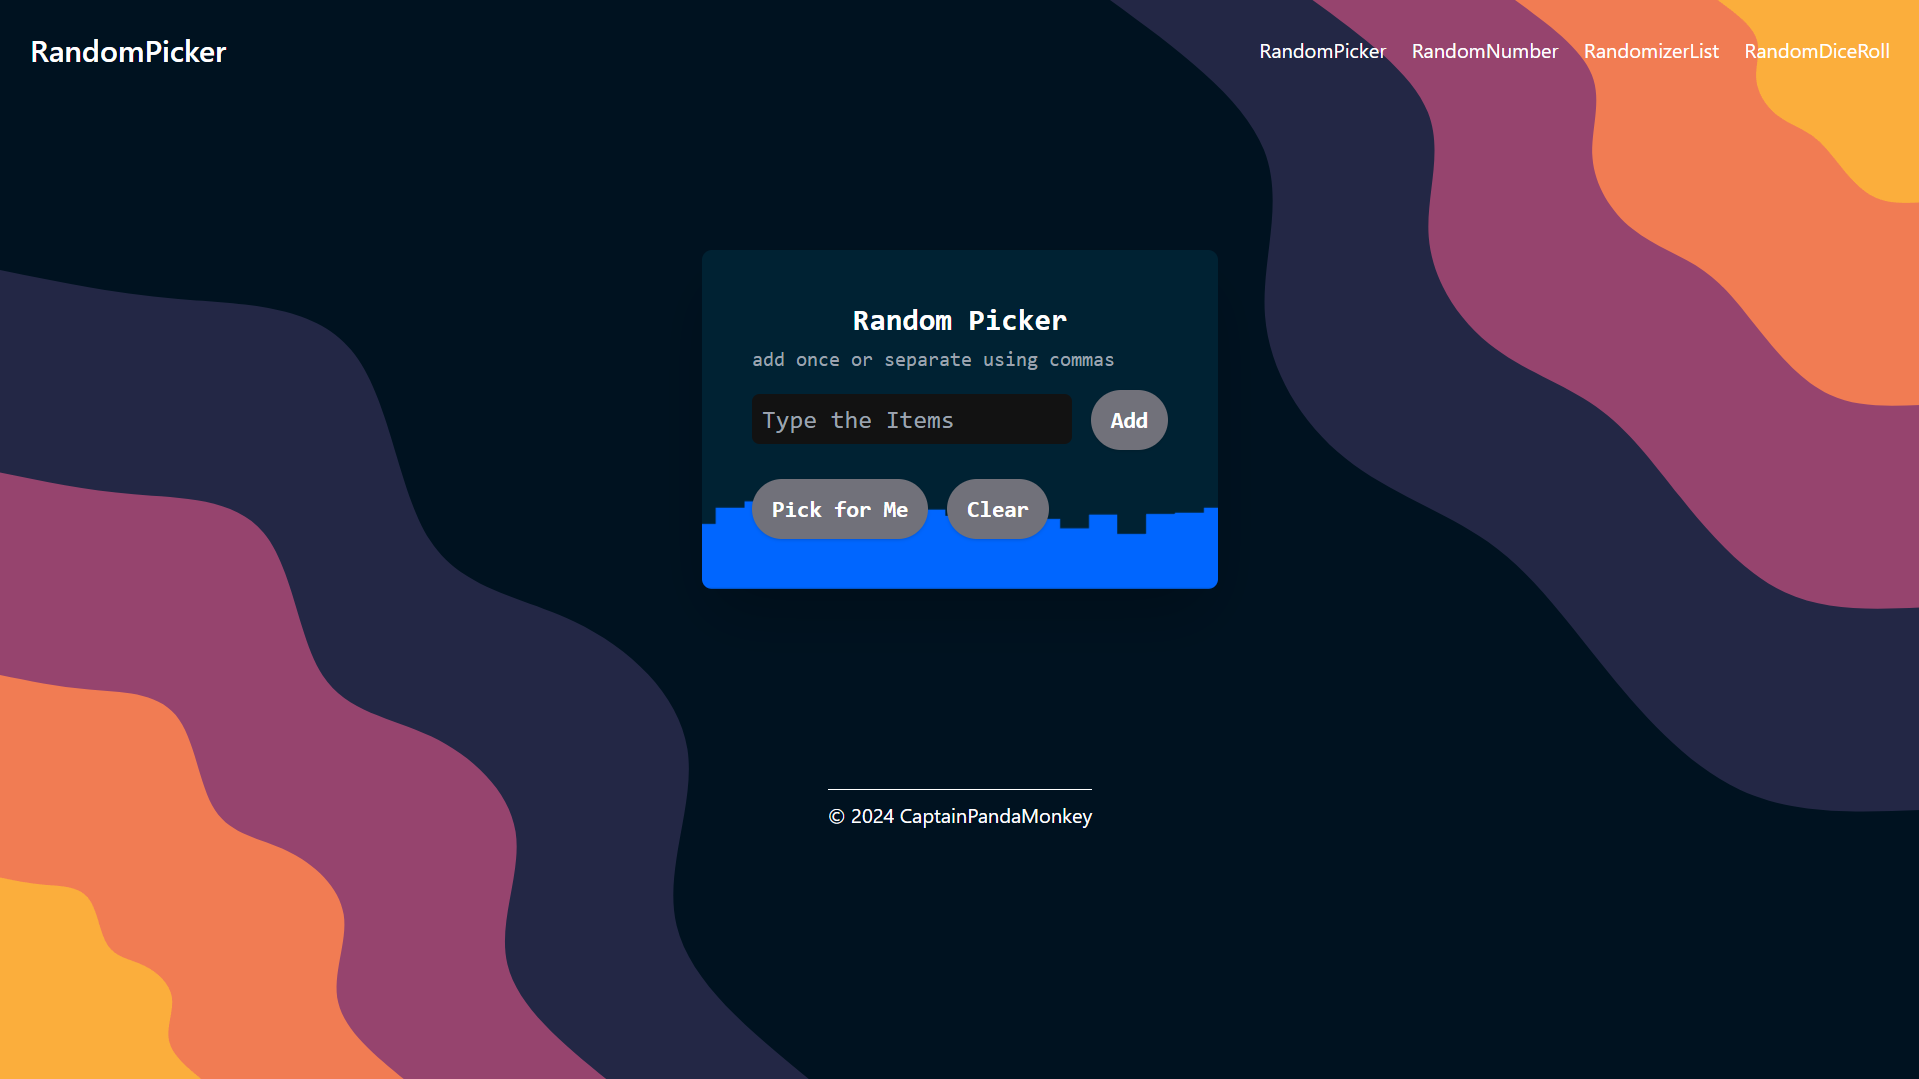 RandomPicker
RandomPicker RandomNumber RandomizerList RandomDiceRoll
Random Picker
add once or separate using commas
Type the Items Add
Pick for Me Clear
© 2024 CaptainPandaMonkey